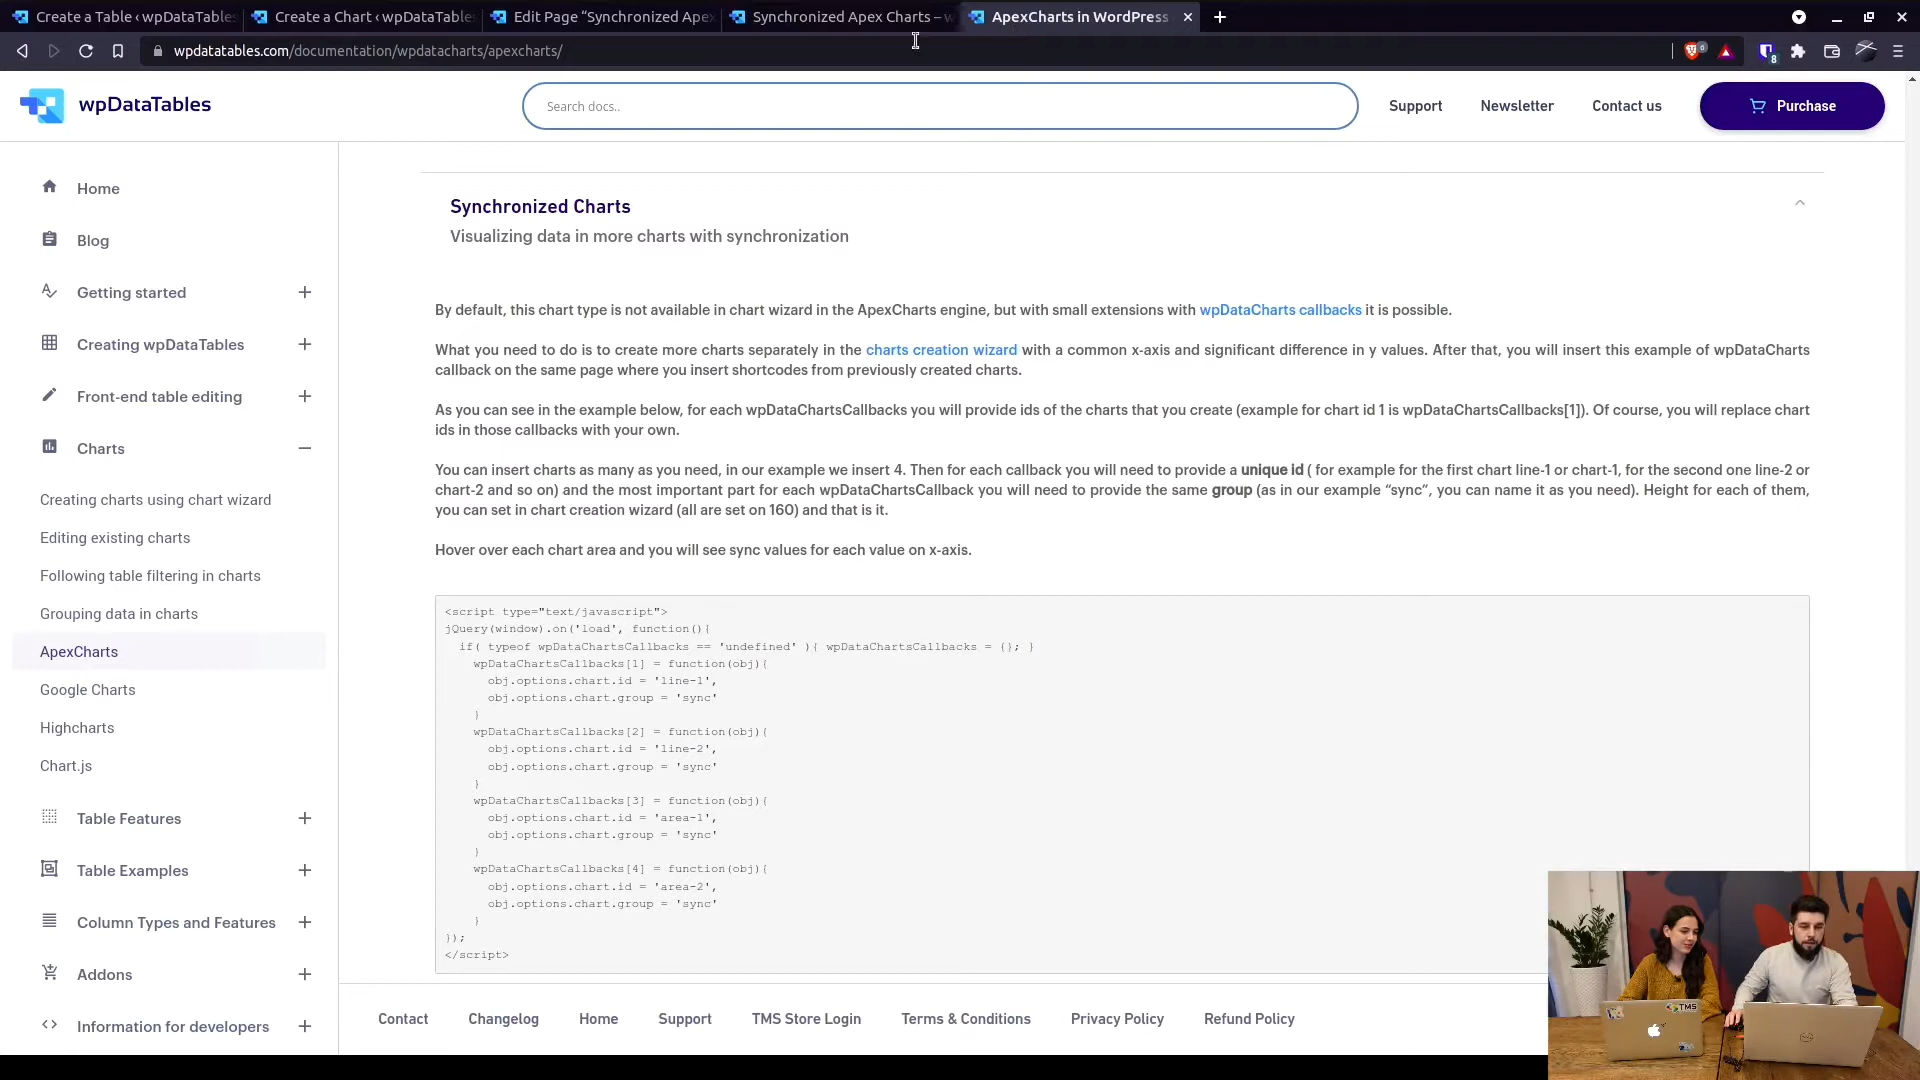 Create a Table ‹ wpDataTables
Create a Chart ‹ wpDataTables
Edit Page “Synchronized Apex
Synchronized Apex Charts – w
ApexCharts in WordPress
wpdatatables.com/documentation/wpdatacharts/apexcharts/
8
wpDataTables
Search docs..
Support
Newsletter
Contact us
Purchase
Home
Blog
Getting started
Creating wpDataTables
Front-end table editing
Charts
Creating charts using chart wizard
Editing existing charts
Following table filtering in charts
Grouping data in charts
ApexCharts
Google Charts
Highcharts
Chart.js
Table Features
Table Examples
Column Types and Features
Addons
Information for developers
Synchronized Charts
Visualizing data in more charts with synchronization
By default, this chart type is not available in chart wizard in the ApexCharts engine, but with small extensions with wpDataCharts callbacks it is possible.
What you need to do is to create more charts separately in the charts creation wizard with a common x-axis and significant difference in y values. After that, you will insert this example of wpDataCharts
callback on the same page where you insert shortcodes from previously created charts.
As you can see in the example below, for each wpDataChartsCallbacks you will provide ids of the charts that you create (example for chart id 1 is wpDataChartsCallbacks[1]). Of course, you will replace chart
ids in those callbacks with your own.
You can insert charts as many as you need, in our example we insert 4. Then for each callback you will need to provide a unique id ( for example for the first chart line-1 or chart-1, for the second one line-2 or
chart-2 and so on) and the most important part for each wpDataChartsCallback you will need to provide the same group (as in our example “sync”, you can name it as you need). Height for each of them,
you can set in chart creation wizard (all are set on 160) and that is it.
Hover over each chart area and you will see sync values for each value on x-axis.
<script type="text/javascript">
jQuery(window).on('load', function(){
if( typeof wpDataChartsCallbacks == 'undefined' ){ wpDataChartsCallbacks = {}; }
wpDataChartsCallbacks[1] = function(obj){
obj.options.chart.id = 'line-1',
obj.options.chart.group = 'sync'
}
wpDataChartsCallbacks[2] = function(obj){
obj.options.chart.id = 'line-2',
obj.options.chart.group = 'sync'
}
wpDataChartsCallbacks[3] = function(obj){
obj.options.chart.id = 'area-1',
obj.options.chart.group = 'sync'
}
wpDataChartsCallbacks[4] = function(obj){
obj.options.chart.id = 'area-2',
obj.options.chart.group = 'sync'
}
});
</script>
Contact
Changelog
Home
Support
TMS Store Login
Terms & Conditions
Privacy Policy
Refund Policy
TMS